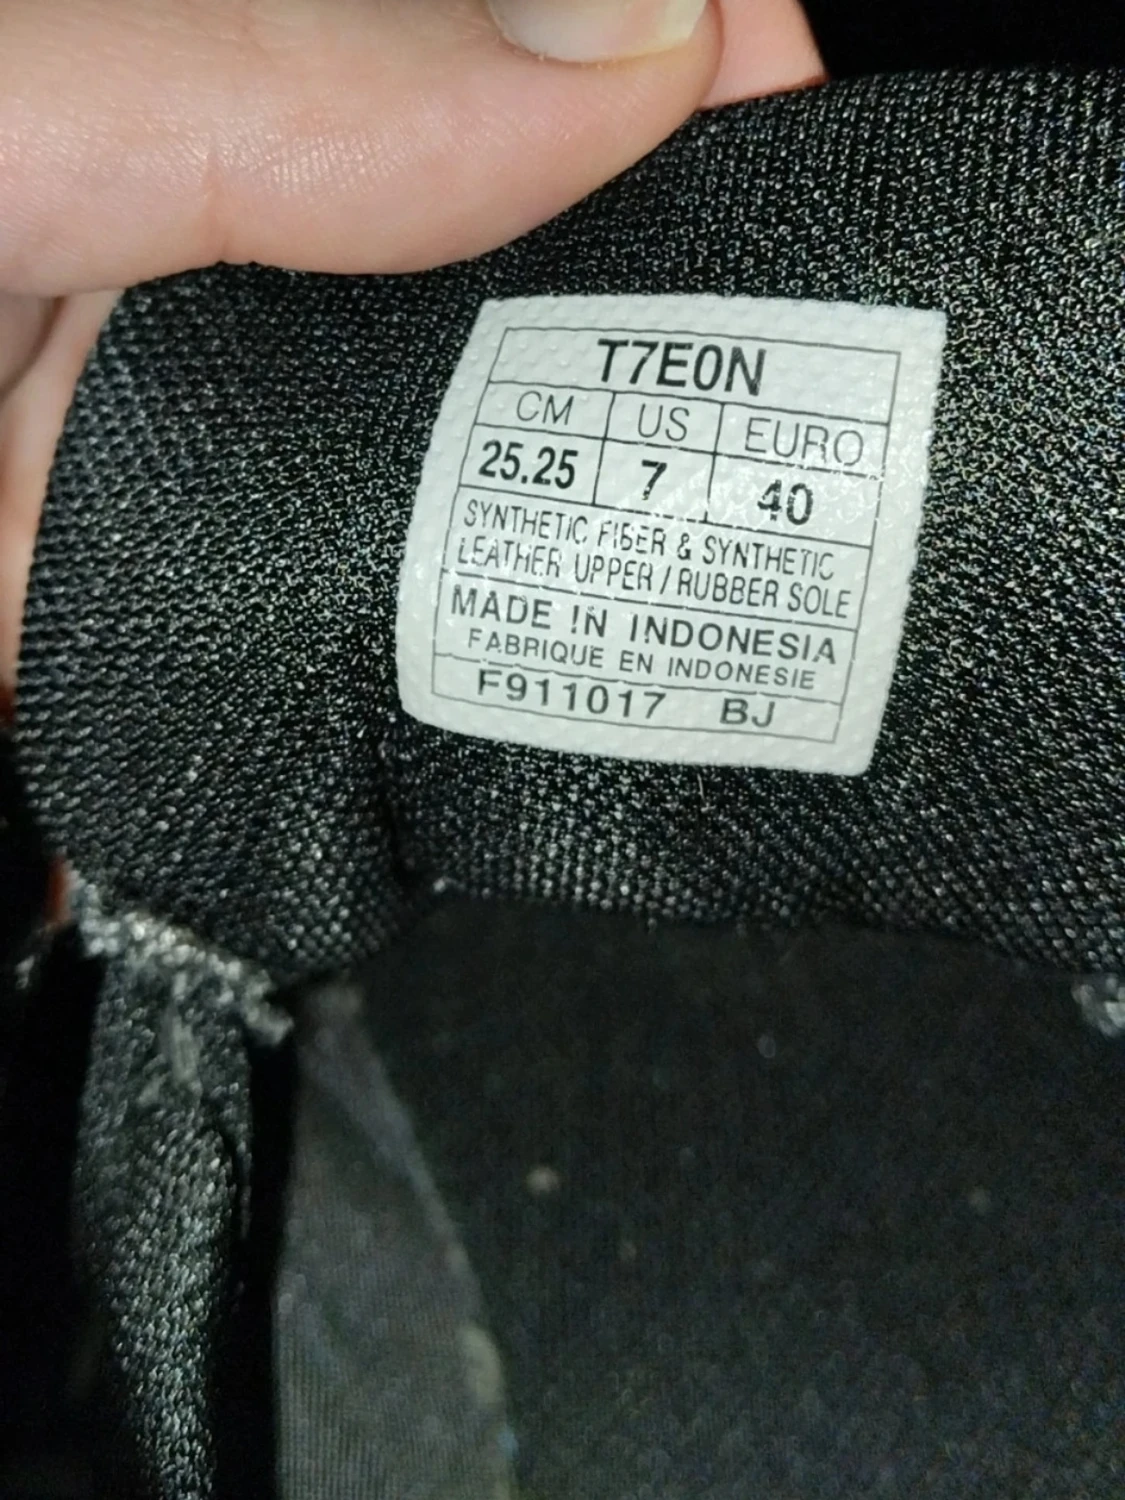 T7E0N
CM US EURO
25.25 7 40
SYNTHETIC FIBER & SYNTHETIC
LEATHER UPPER / RUBBER SOLE
MADE IN INDONESIA
FABRIQUE EN INDONESIE
F911017 BJ